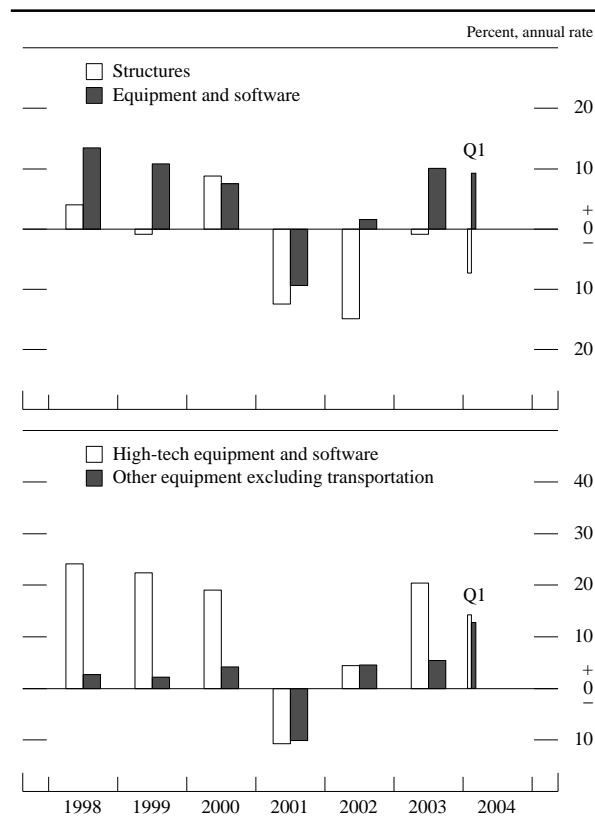 Percent, annual rate
Structures
Equipment and software
20
Q1
10
+
0
–
10
20
High-tech equipment and software
Other equipment excluding transportation
40
30
20
Q1
10
+
0
–
10
1998 1999 2000 2001 2002 2003 2004